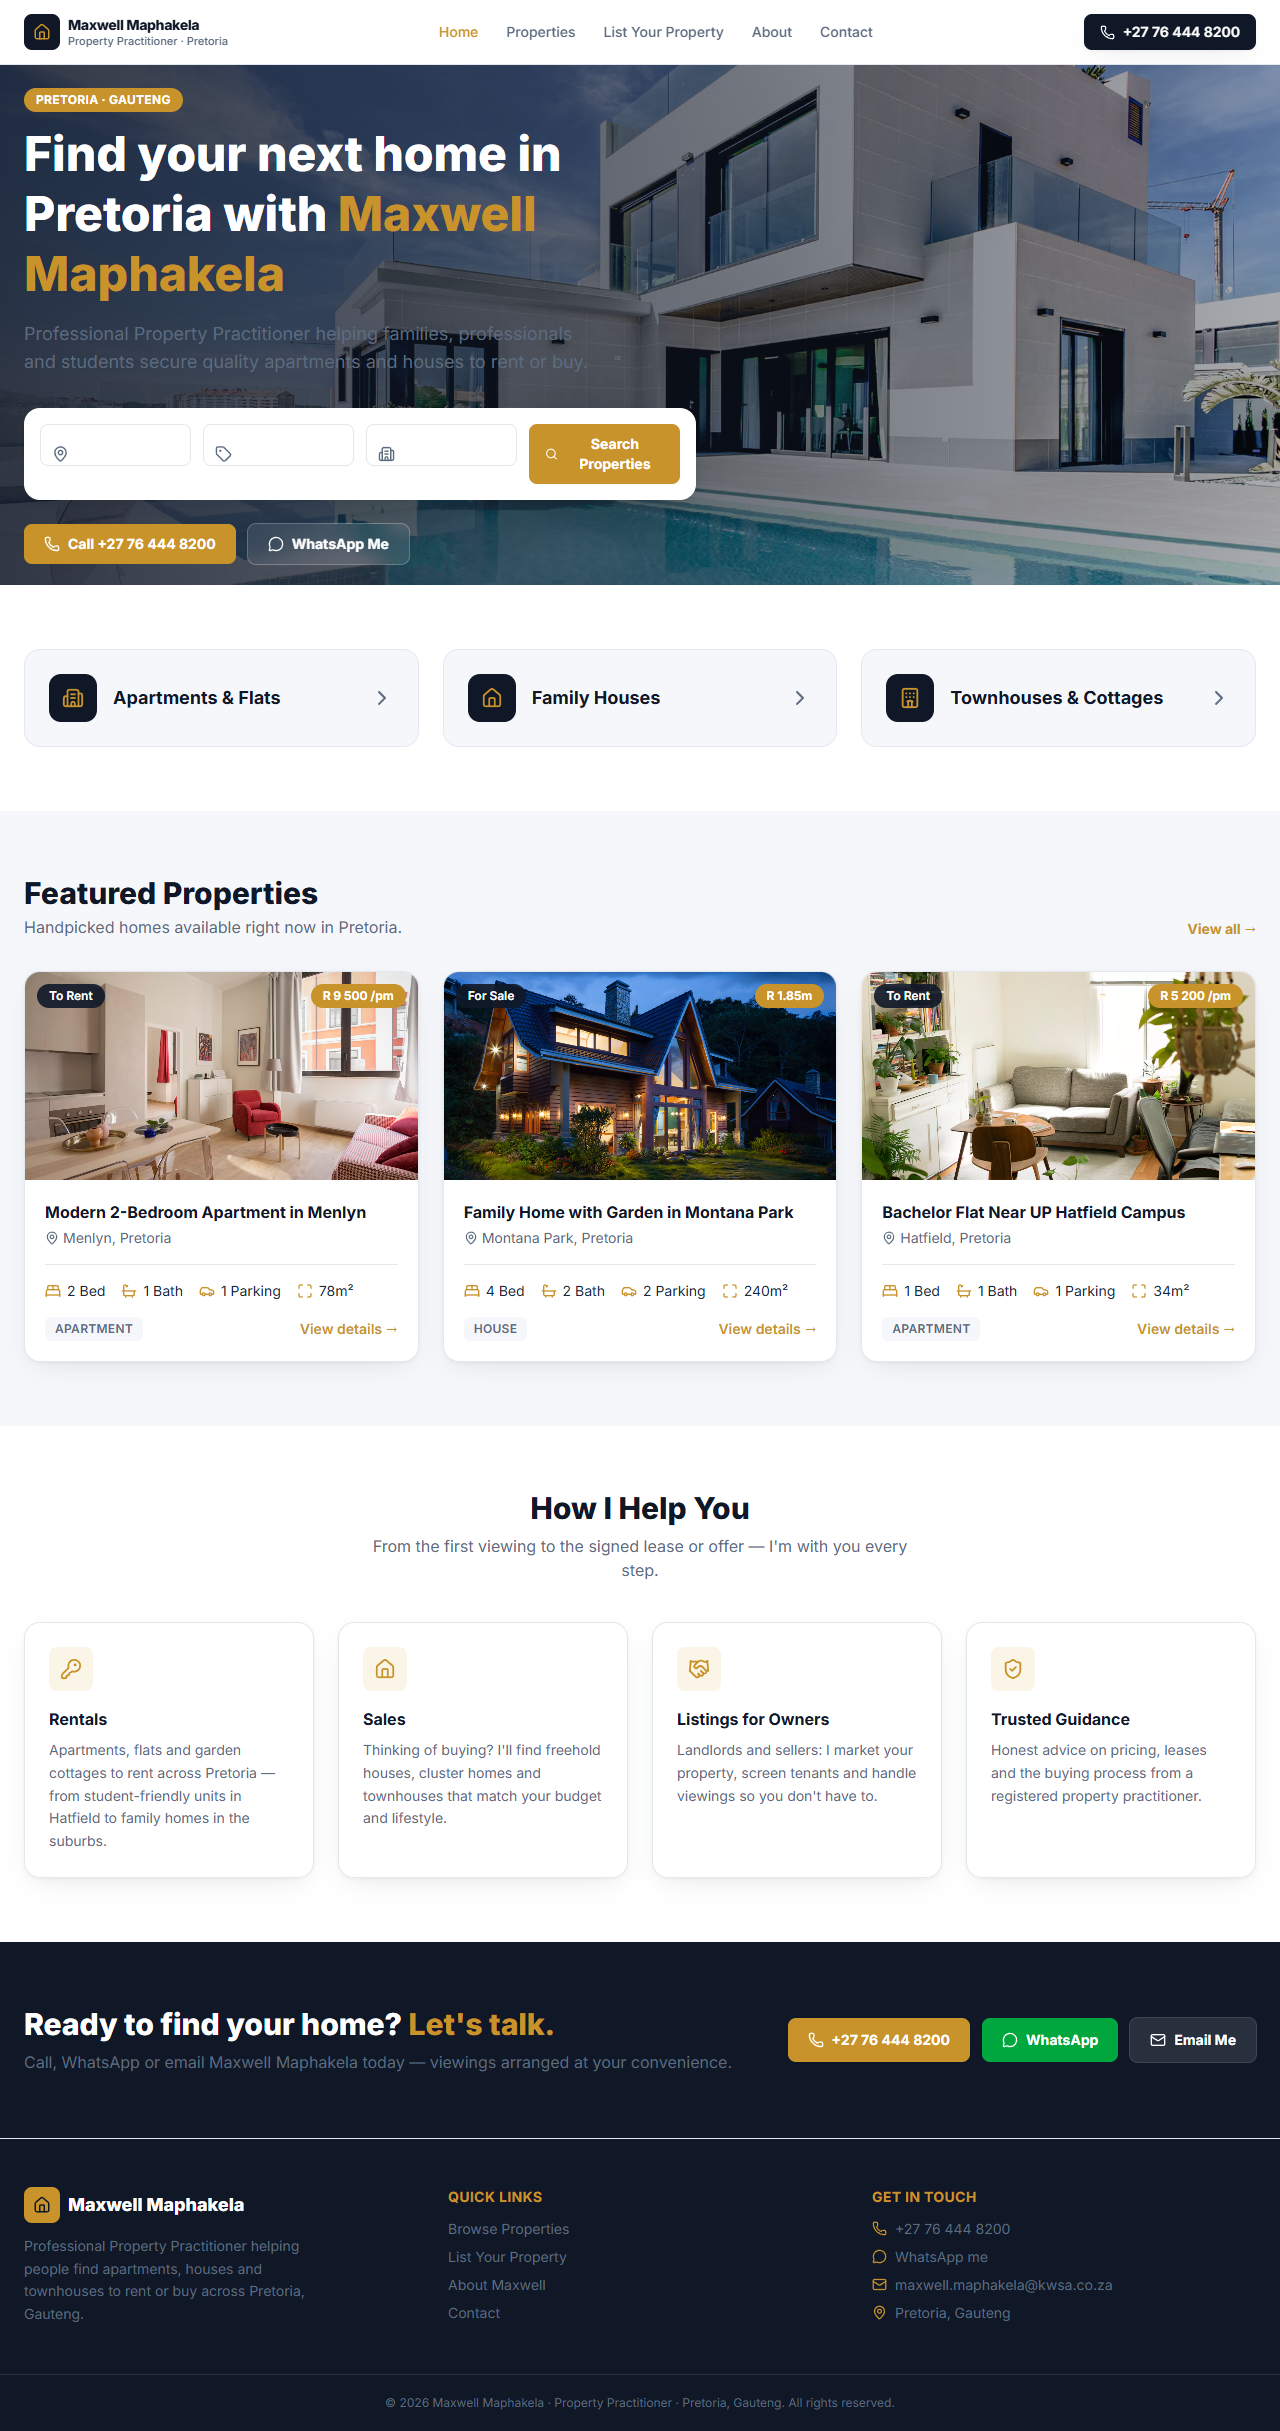 Maxwell Maphakela
Property Practitioner · Pretoria
Home
Properties
List Your Property
About
Contact
+27 76 444 8200
PRETORIA · GAUTENG
Find your next home in
Pretoria with Maxwell
Maphakela
Professional Property Practitioner helping families, professionals
and students secure quality apartments and houses to rent or buy.
Search
Properties
Call +27 76 444 8200
WhatsApp Me
Apartments & Flats
Family Houses
Townhouses & Cottages
Featured Properties
Handpicked homes available right now in Pretoria.
View all →
To Rent
R 9 500 /pm
Modern 2-Bedroom Apartment in Menlyn
Menlyn, Pretoria
2 Bed
1 Bath
1 Parking
78m²
APARTMENT
View details →
For Sale
R 1.85m
Family Home with Garden in Montana Park
Montana Park, Pretoria
4 Bed
2 Bath
2 Parking
240m²
HOUSE
View details →
To Rent
R 5 200 /pm
Bachelor Flat Near UP Hatfield Campus
Hatfield, Pretoria
1 Bed
1 Bath
1 Parking
34m²
APARTMENT
View details →
How I Help You
From the first viewing to the signed lease or offer — I'm with you every
step.
Rentals
Apartments, flats and garden
cottages to rent across Pretoria —
from student-friendly units in
Hatfield to family homes in the
suburbs.
Sales
Thinking of buying? I'll find freehold
houses, cluster homes and
townhouses that match your budget
and lifestyle.
Listings for Owners
Landlords and sellers: I market your
property, screen tenants and handle
viewings so you don't have to.
Trusted Guidance
Honest advice on pricing, leases
and the buying process from a
registered property practitioner.
Ready to find your home? Let's talk.
Call, WhatsApp or email Maxwell Maphakela today — viewings arranged at your convenience.
+27 76 444 8200
WhatsApp
Email Me
Maxwell Maphakela
Professional Property Practitioner helping
people find apartments, houses and
townhouses to rent or buy across Pretoria,
Gauteng.
QUICK LINKS
Browse Properties
List Your Property
About Maxwell
Contact
GET IN TOUCH
+27 76 444 8200
WhatsApp me
maxwell.maphakela@kwsa.co.za
Pretoria, Gauteng
© 2026 Maxwell Maphakela · Property Practitioner · Pretoria, Gauteng. All rights reserved.